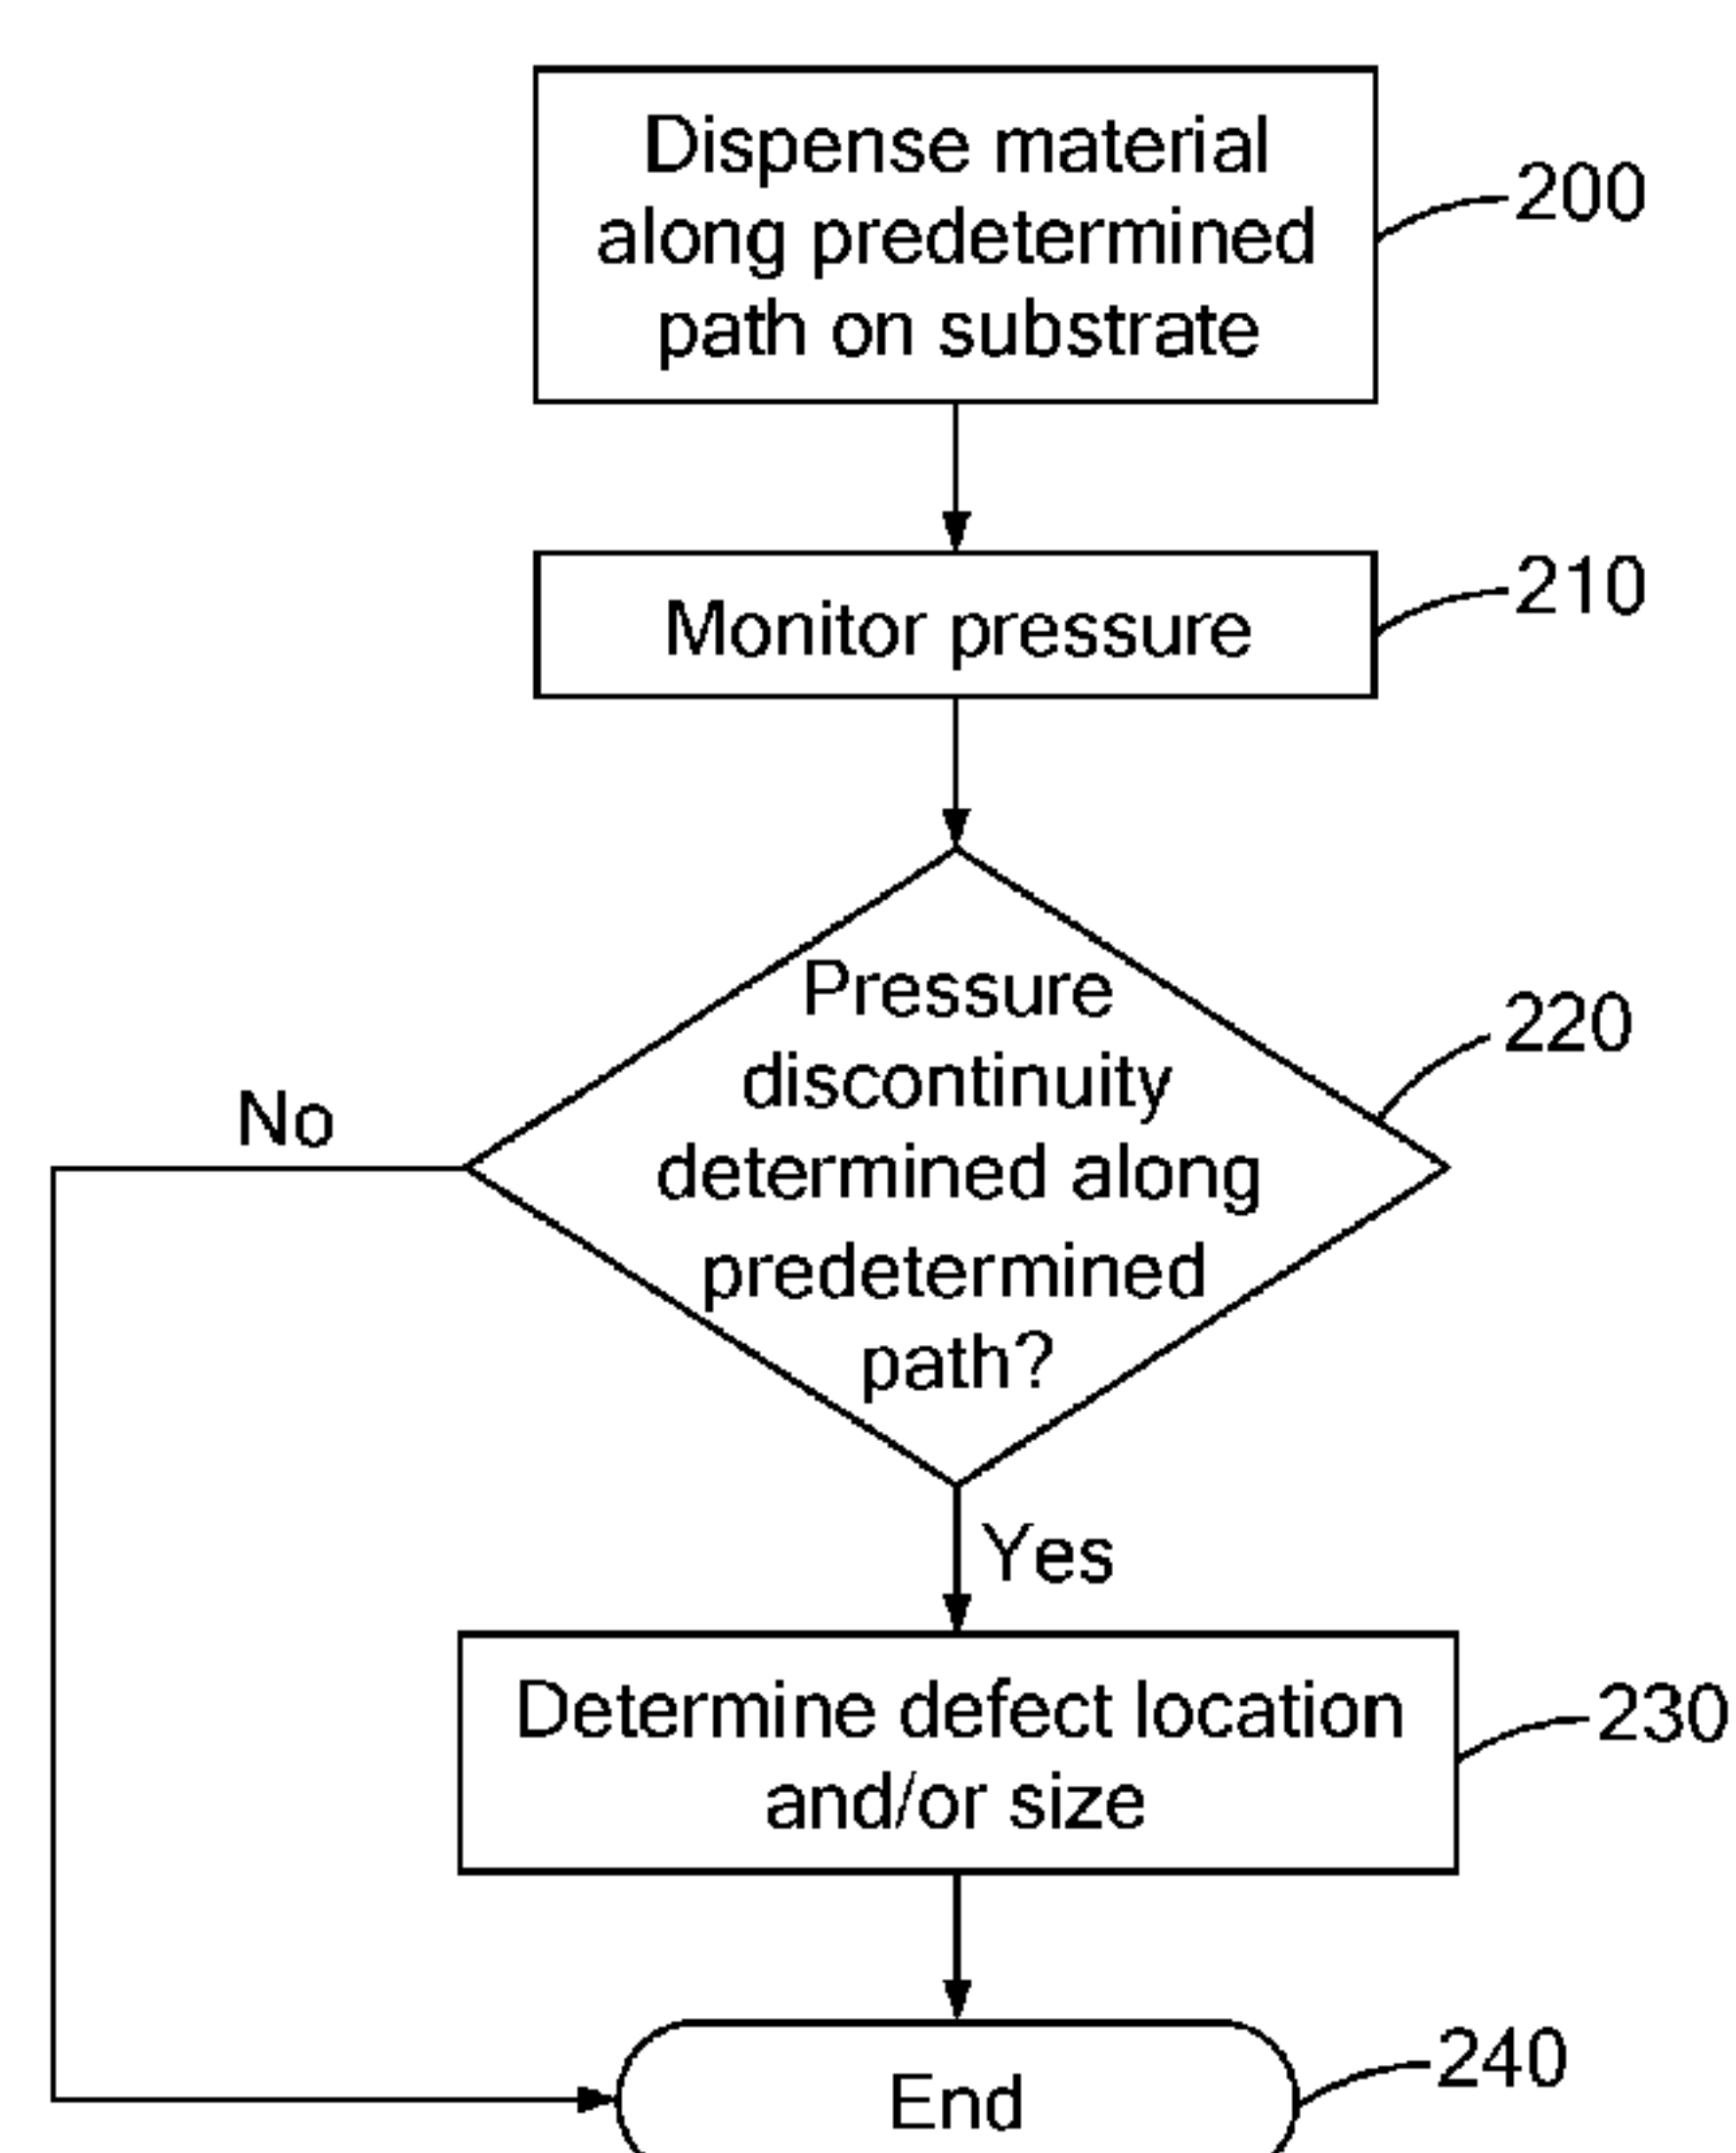 Dispense material
along predetermined
path on substrate
200
Monitor pressure
210
Pressure
discontinuity
determined along
predetermined
path?
220
No
Yes
Determine defect location
and/or size
230
End
240